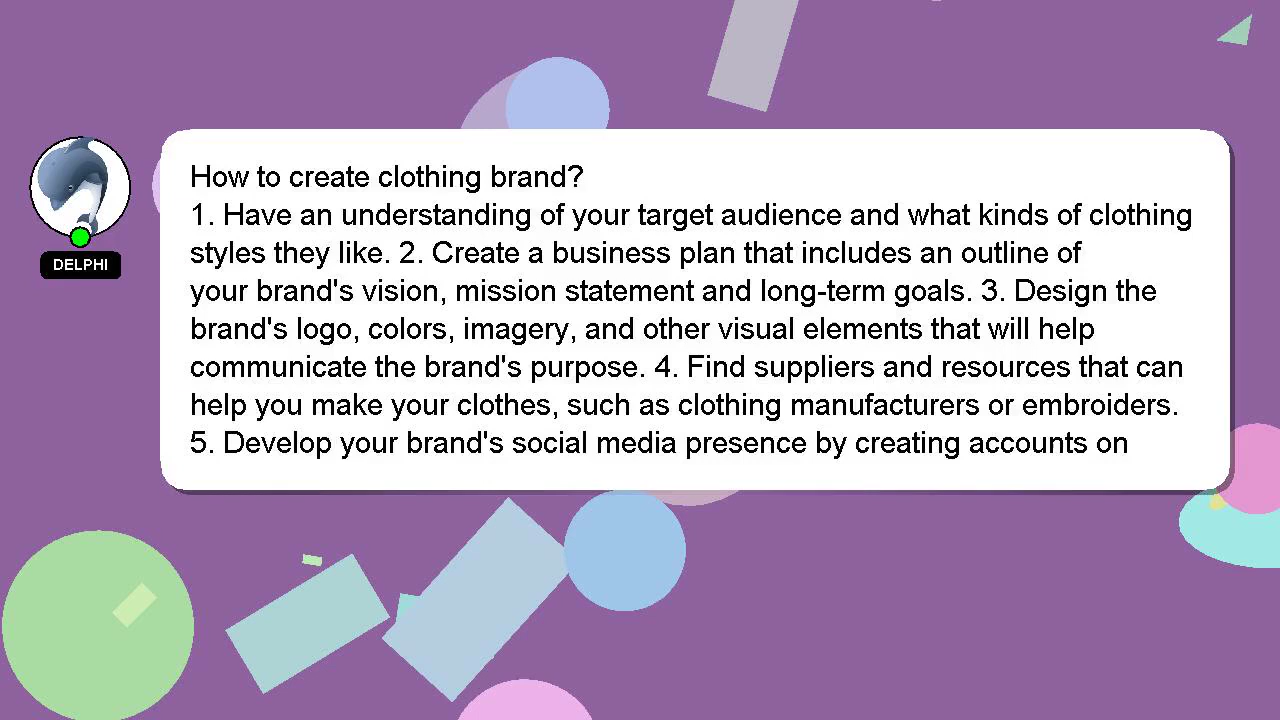 How to create clothing brand?
1. Have an understanding of your target audience and what kinds of clothing
styles they like. 2. Create a business plan that includes an outline of
your brand's vision, mission statement and long-term goals. 3. Design the
brand's logo, colors, imagery, and other visual elements that will help
communicate the brand's purpose. 4. Find suppliers and resources that can
help you make your clothes, such as clothing manufacturers or embroiders.
5. Develop your brand's social media presence by creating accounts on
DELPHI